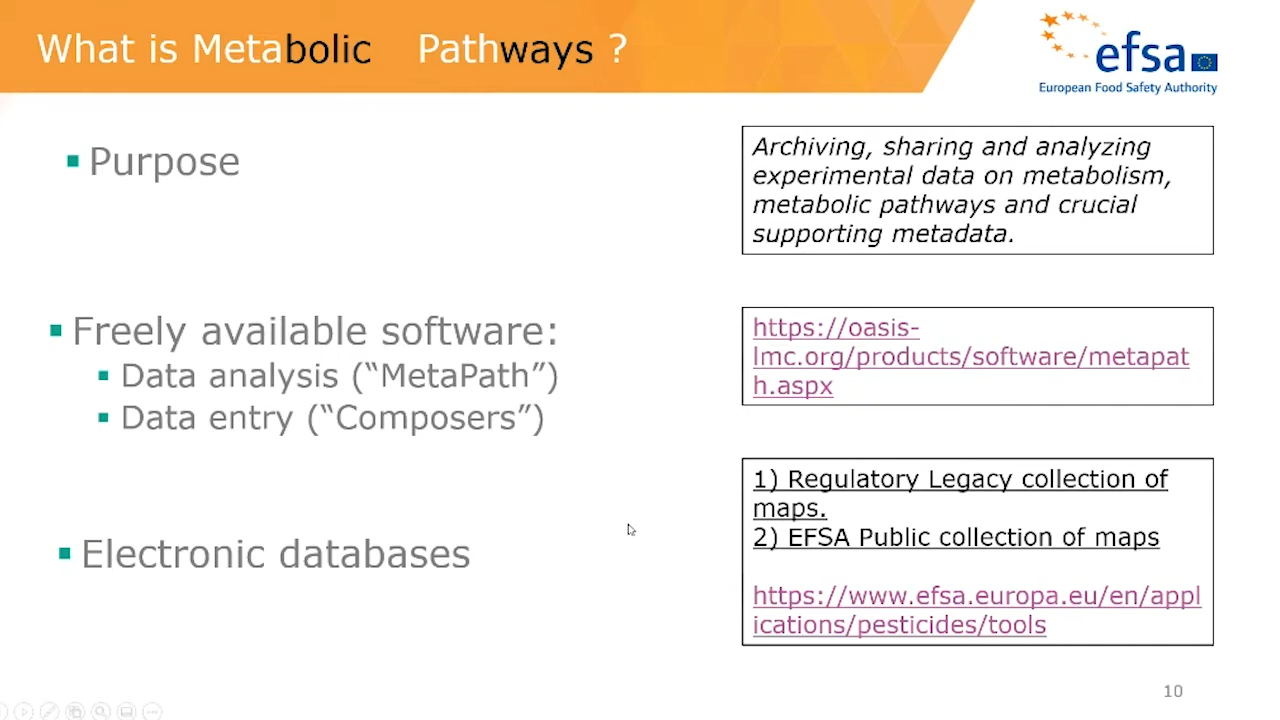 What is Metabolic Pathways ?
efsa
European Food Safety Authority
Purpose
Archiving, sharing and analyzing
experimental data on metabolism,
metabolic pathways and crucial
supporting metadata.
Freely available software:
Data analysis (“MetaPath”)
Data entry (“Composers”)
https://oasis-
lmc.org/products/software/metapat
h.aspx
Electronic databases
1) Regulatory Legacy collection of
maps.
2) EFSA Public collection of maps
https://www.efsa.europa.eu/en/appl
ications/pesticides/tools
10